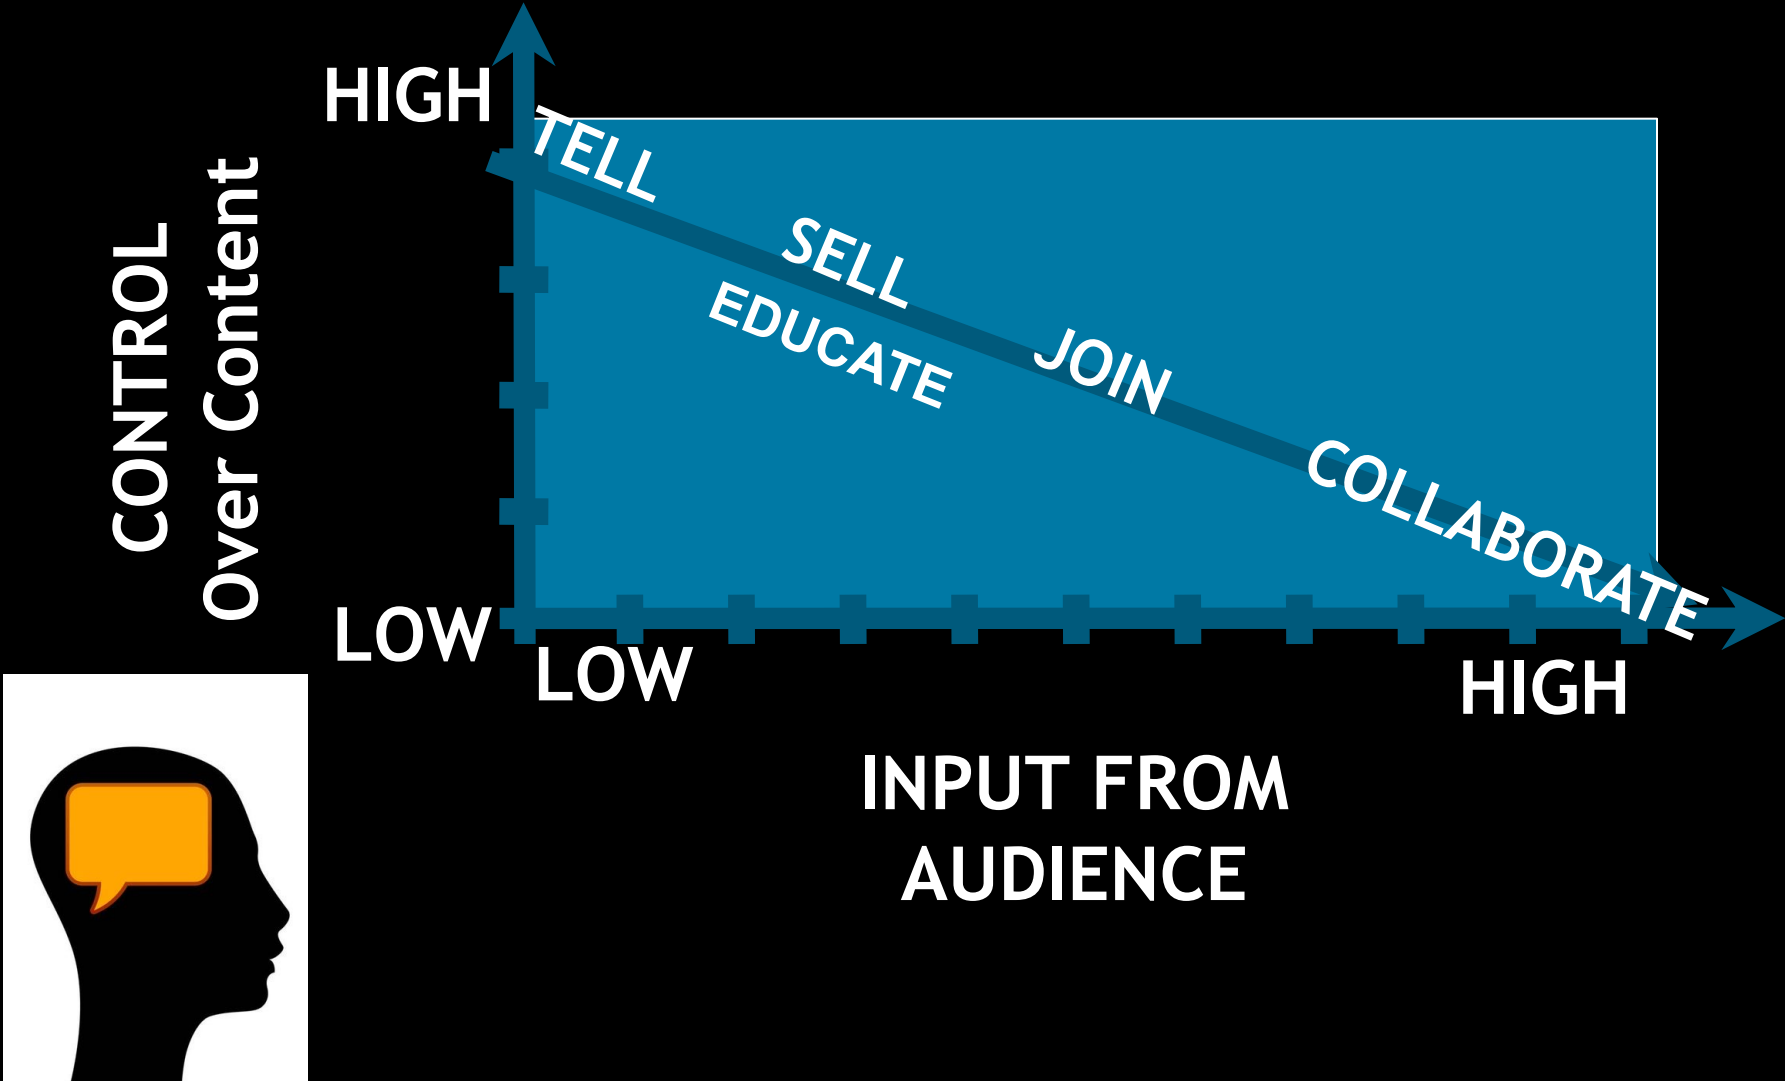 HIGH
CONTROL
Over Content
TELL
SELL
EDUCATE
JOIN
COLLABORATE
LOW
LOW
HIGH
INPUT FROM
AUDIENCE